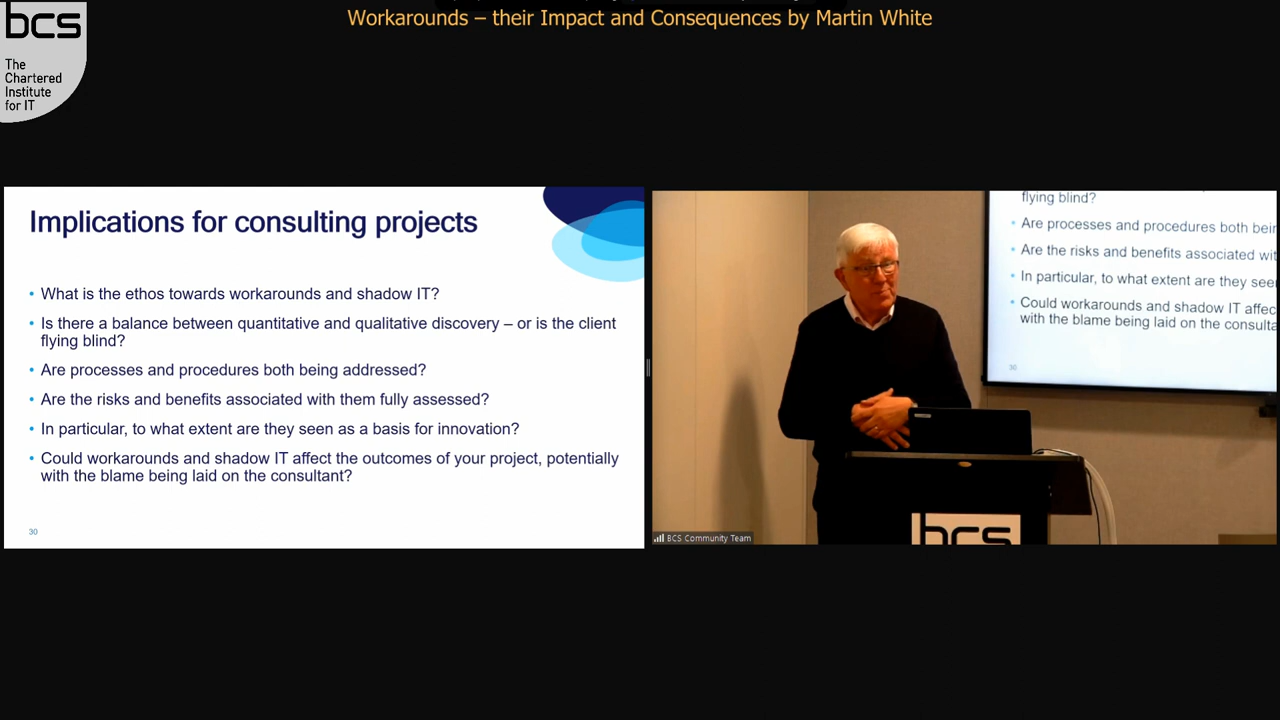 Workarounds – their Impact and Consequences by Martin White
bcs
The
Chartered
Institute
for IT
Implications for consulting projects
• What is the ethos towards workarounds and shadow IT?
• Is there a balance between quantitative and qualitative discovery – or is the client
flying blind?
• Are processes and procedures both being addressed?
• Are the risks and benefits associated with them fully assessed?
• In particular, to what extent are they seen as a basis for innovation?
• Could workarounds and shadow IT affect the outcomes of your project, potentially
with the blame being laid on the consultant?
30
flying blind?
• Are processes and procedures both bein
• Are the risks and benefits associated wit
• In particular, to what extent are they seen
• Could workarounds and shadow IT affec
with the blame being laid on the consulta
30
bcs
BCS Community Team